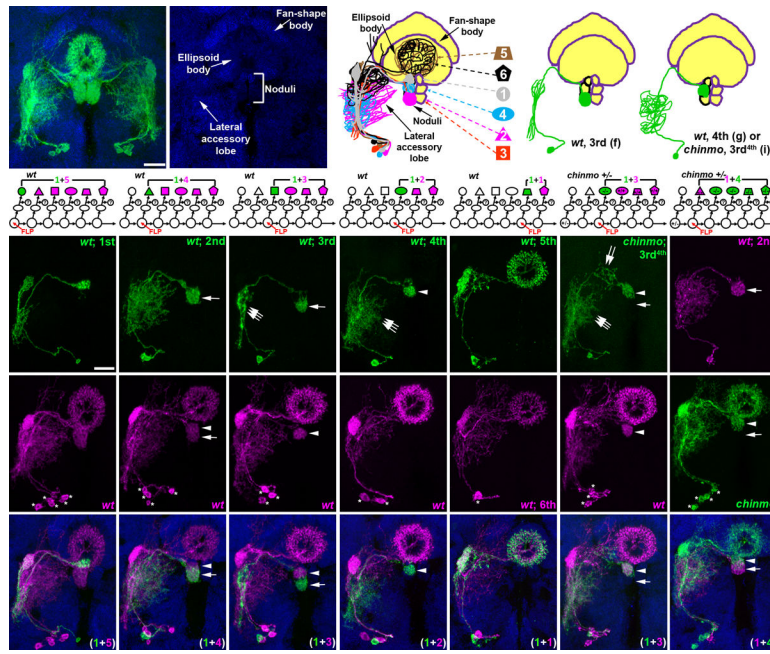 Fan-shape
body
Ellipsoid
body
Noduli
Lateral
accessory
lobe
Ellipsoid
body
Fan-shape
body
5
6
1
4
2
3
Noduli
Lateral
accessory
lobe
wt, 3rd (f)
wt, 4th (g) or
chinmo, 3rd4th (i)
wt
1+5
wt
1+4
wt
1+3
wt
1+2
wt
1+1
chinmo +/-
1+3
chinmo +/-
1+4
FLP
FLP
FLP
FLP
FLP
FLP
FLP
wt; 1st
wt; 2nd
wt; 3rd
wt; 4th
wt; 5th
chinmo;
3rd4th
wt; 2n
wt
wt
wt
wt
wt; 6th
wt
chinmo
(1+5)
(1+4)
(1+3)
(1+2)
(1+1)
(1+3)
(1+4